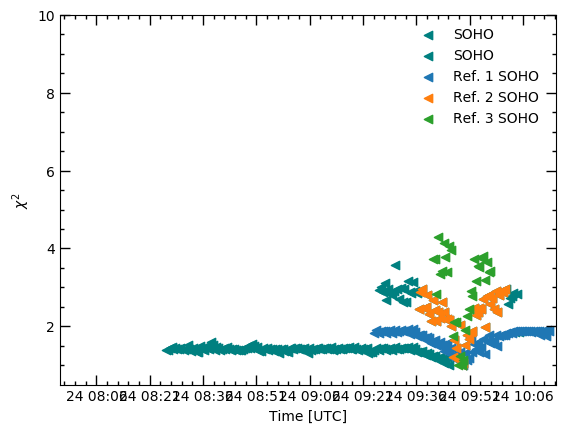 10
8
6
4
2
χ²
SOHO
SOHO
Ref. 1 SOHO
Ref. 2 SOHO
Ref. 3 SOHO
24 08:06 24 08:21 24 08:36 24 08:51 24 09:06 24 09:21 24 09:36 24 09:51 24 10:06
Time [UTC]